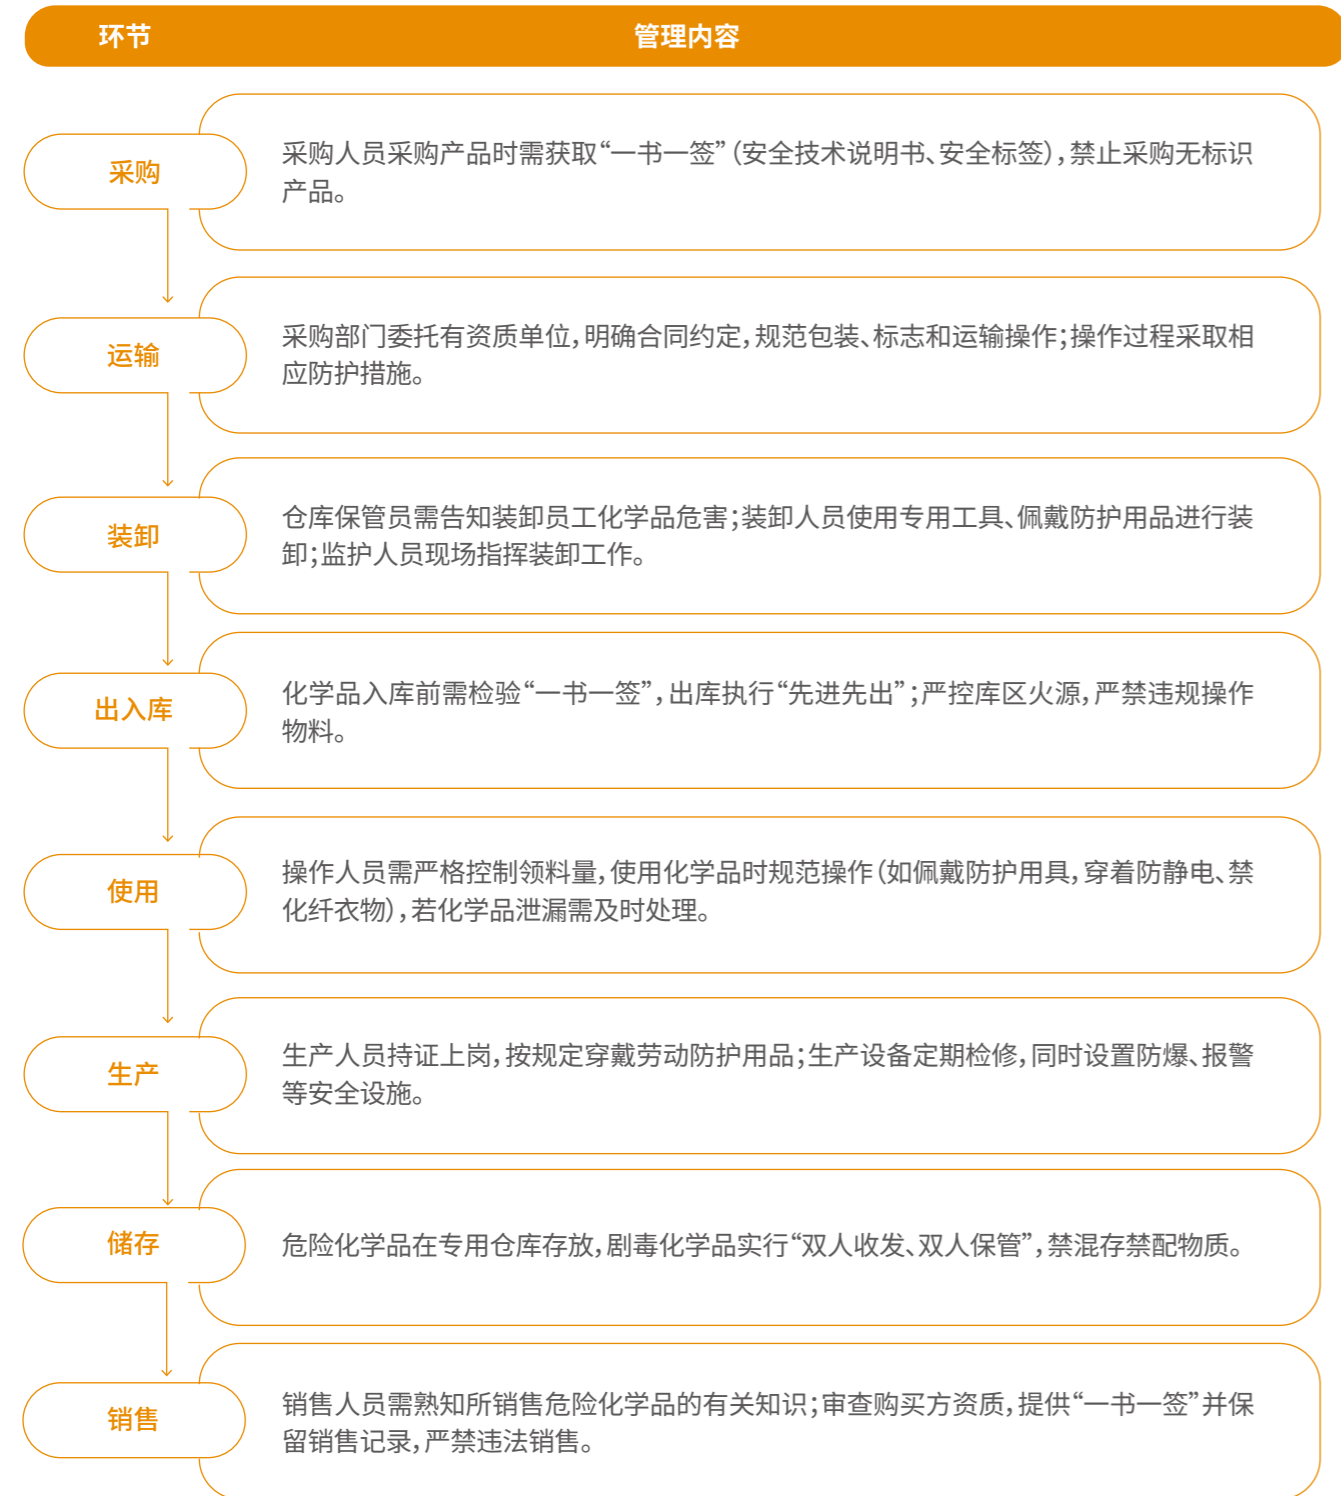 环节 管理内容
采购
采购人员采购产品时需获取“一书一签”(安全技术说明书、安全标签),禁止采购无标识
产品。
运输
采购部门委托有资质单位,明确合同约定,规范包装、标志和运输操作;操作过程采取相
应防护措施。
装卸
仓库保管员需告知装卸员工化学品危害;装卸人员使用专用工具、佩戴防护用品进行装
卸;监护人员现场指挥装卸工作。
出入库
化学品入库前需检验“一书一签”,出库执行“先进先出”;严控库区火源,严禁违规操作
物料。
使用
操作人员需严格控制领料量,使用化学品时规范操作(如佩戴防护用具,穿着防静电、禁
化纤衣物),若化学品泄漏需及时处理。
生产
生产人员持证上岗,按规定穿戴劳动防护用品;生产设备定期检修,同时设置防爆、报警
等安全设施。
储存
危险化学品在专用仓库存放,剧毒化学品实行“双人收发、双人保管”,禁混存禁配物质。
销售
销售人员需熟知所销售危险化学品的有关知识;审查购买方资质,提供“一书一签”并保
留销售记录,严禁违法销售。